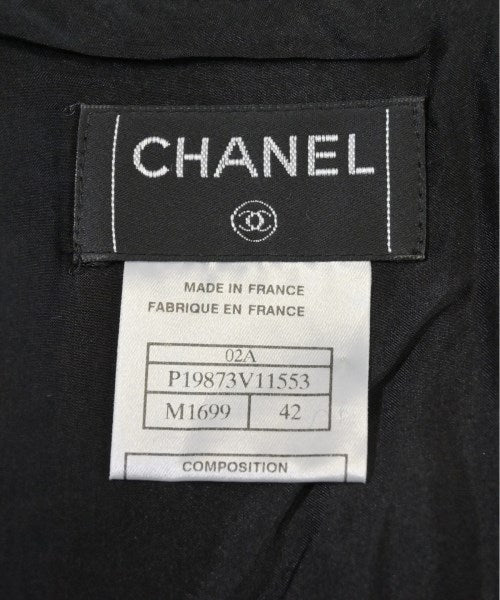 CHANEL
MADE IN FRANCE
FABRIQUE EN FRANCE
02A
P19873V11553
M1699 42
COMPOSITION